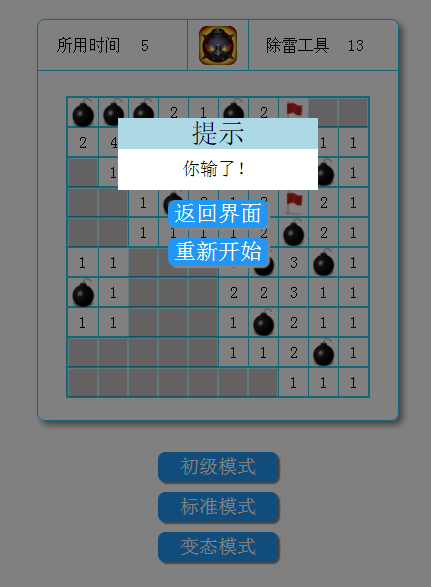 所用时间 5 除雷工具 13
2 1 2
提示
2 4 1 1
你输了!
1 1
1 2 1 2 2 1
返回界面
1 1 1 1 2 2 1
重新开始
1 1 3 1
1 2 2 3 1 1
1 1 1 2 1 1
1 1 2 1
1 1 1
初级模式
标准模式
变态模式